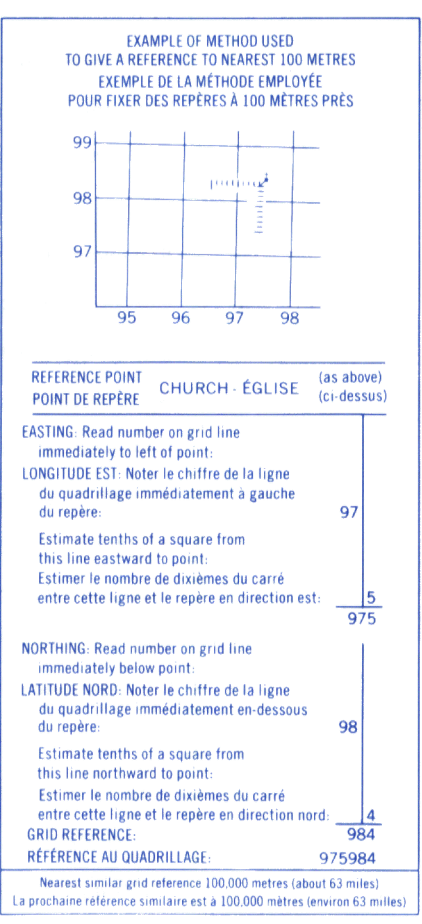 EXAMPLE OF METHOD USED
TO GIVE A REFERENCE TO NEAREST 100 METRES
EXEMPLE DE LA MÉTHODE EMPLOYÉE
POUR FIXER DES REPÈRES À 100 MÈTRES PRÈS
99
98
97
95 96 97 98
REFERENCE POINT
POINT DE REPÈRE
CHURCH - ÉGLISE
(as above)
(ci-dessus)
EASTING: Read number on grid line
immediately to left of point:
LONGITUDE EST: Noter le chiffre de la ligne
du quadrillage immédiatement à gauche
du repère: 97
Estimate tenths of a square from
this line eastward to point:
Estimer le nombre de dixièmes du carré
entre cette ligne et le repère en direction est: 5
975
NORTHING: Read number on grid line
immediately below point:
LATITUDE NORD: Noter le chiffre de la ligne
du quadrillage immédiatement en-dessous
du repère: 98
Estimate tenths of a square from
this line northward to point:
Estimer le nombre de dixièmes du carré
entre cette ligne et le repère en direction nord: 4
GRID REFERENCE: 984
RÉFÉRENCE AU QUADRILLAGE: 975984
Nearest similar grid reference 100,000 metres (about 63 miles)
La prochaine référence similaire est à 100,000 mètres (environ 63 milles)